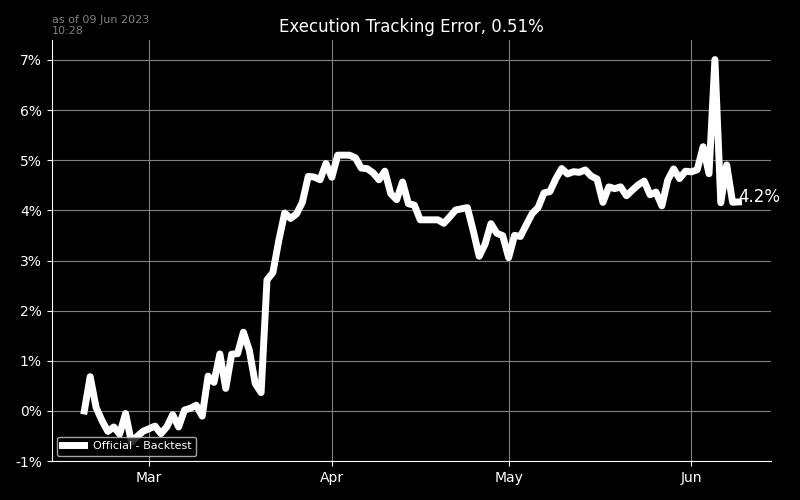 as of 09 Jun 2023
10:28
Execution Tracking Error, 0.51%
7%
6%
5%
4%
3%
2%
1%
0%
-1%
4.2%
Official - Backtest
Mar
Apr
May
Jun